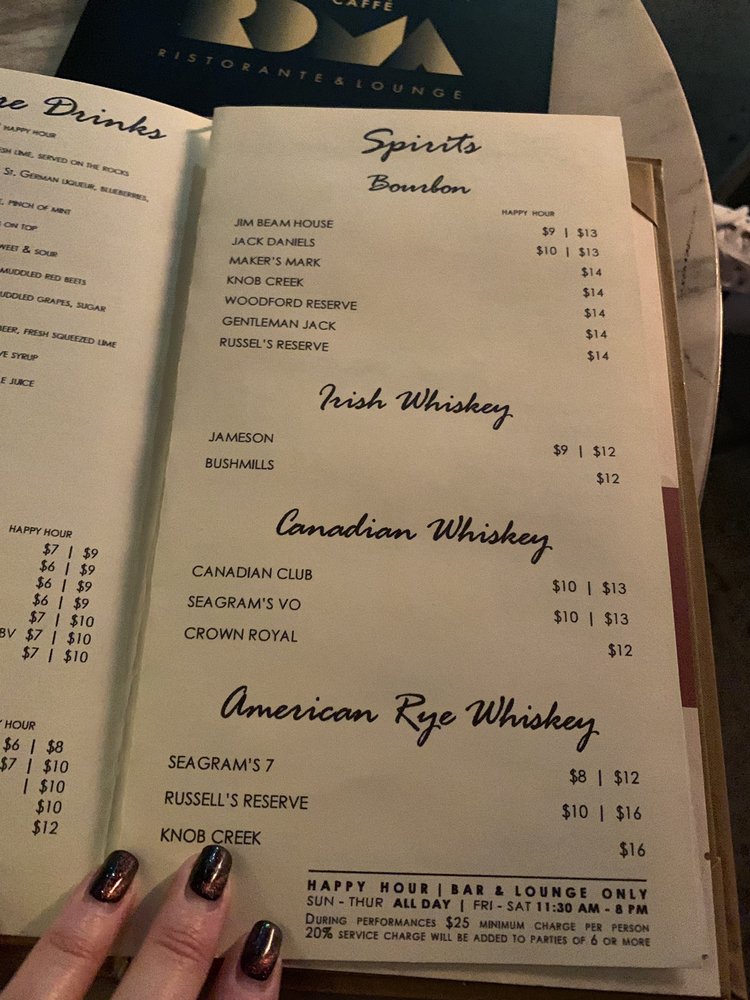 CAFFÉ
ROMA
RISTORANTE & LOUNGE
Drinks
HAPPY HOUR
LIME, SERVED ON THE ROCKS
ST. GERMAN LIQUEUR, BLUEBERRIES,
PINCH OF MINT
ON TOP
& SOUR
MUDDLED RED BEETS
GRAPES, SUGAR
FRESH SQUEEZED LIME
SYRUP
JUICE
HAPPY HOUR
$7 | $9
$6 | $9
$6 | $9
$6 | $9
$7 | $10
BV $7 | $10
$7 | $10
HOUR
$6 | $8
$7 | $10
| $10
$10
$12
Spirits
Bourbon
HAPPY HOUR
JIM BEAM HOUSE $9 | $13
JACK DANIELS $10 | $13
MAKER'S MARK $14
KNOB CREEK $14
WOODFORD RESERVE $14
GENTLEMAN JACK $14
RUSSEL'S RESERVE $14
Irish Whiskey
JAMESON $9 | $12
BUSHMILLS $12
Canadian Whiskey
CANADIAN CLUB $10 | $13
SEAGRAM'S VO $10 | $13
CROWN ROYAL $12
American Rye Whiskey
SEAGRAM'S 7 $8 | $12
RUSSELL'S RESERVE $10 | $16
KNOB CREEK $16
HAPPY HOUR | BAR & LOUNGE ONLY
SUN - THUR ALL DAY | FRI - SAT 11:30 AM - 8 PM
DURING PERFORMANCES $25 MINIMUM CHARGE PER PERSON
20% SERVICE CHARGE WILL BE ADDED TO PARTIES OF 6 OR MORE